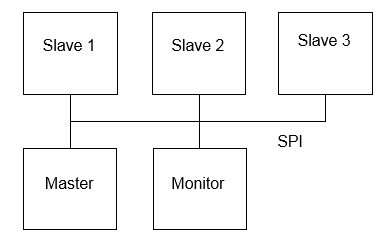 Slave 1
Slave 2
Slave 3
SPI
Master
Monitor